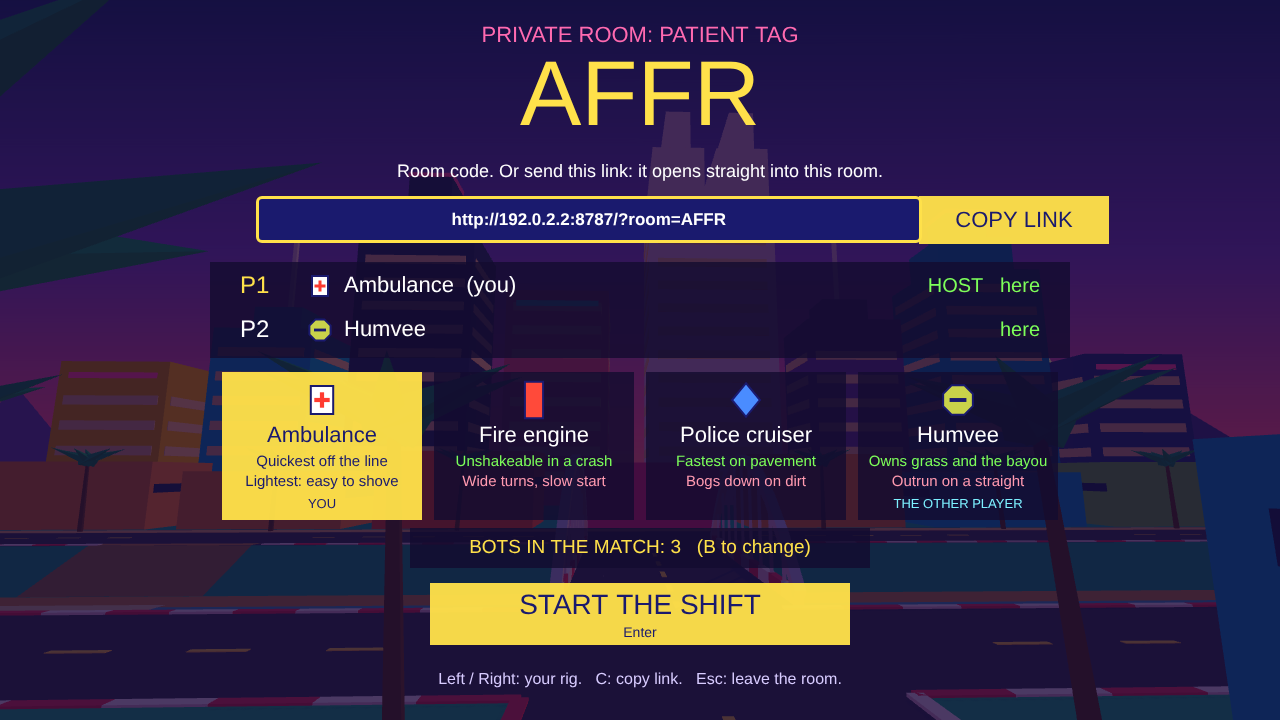 PRIVATE ROOM: PATIENT TAG
AFFR
Room code. Or send this link: it opens straight into this room.
http://192.0.2.2:8787/?room=AFFR COPY LINK
P1 Ambulance (you) HOST here
P2 Humvee here
Ambulance
Quickest off the line
Lightest: easy to shove
YOU
Fire engine
Unshakeable in a crash
Wide turns, slow start
Police cruiser
Fastest on pavement
Bogs down on dirt
Humvee
Owns grass and the bayou
Outrun on a straight
THE OTHER PLAYER
BOTS IN THE MATCH: 3 (B to change)
START THE SHIFT
Enter
Left / Right: your rig. C: copy link. Esc: leave the room.